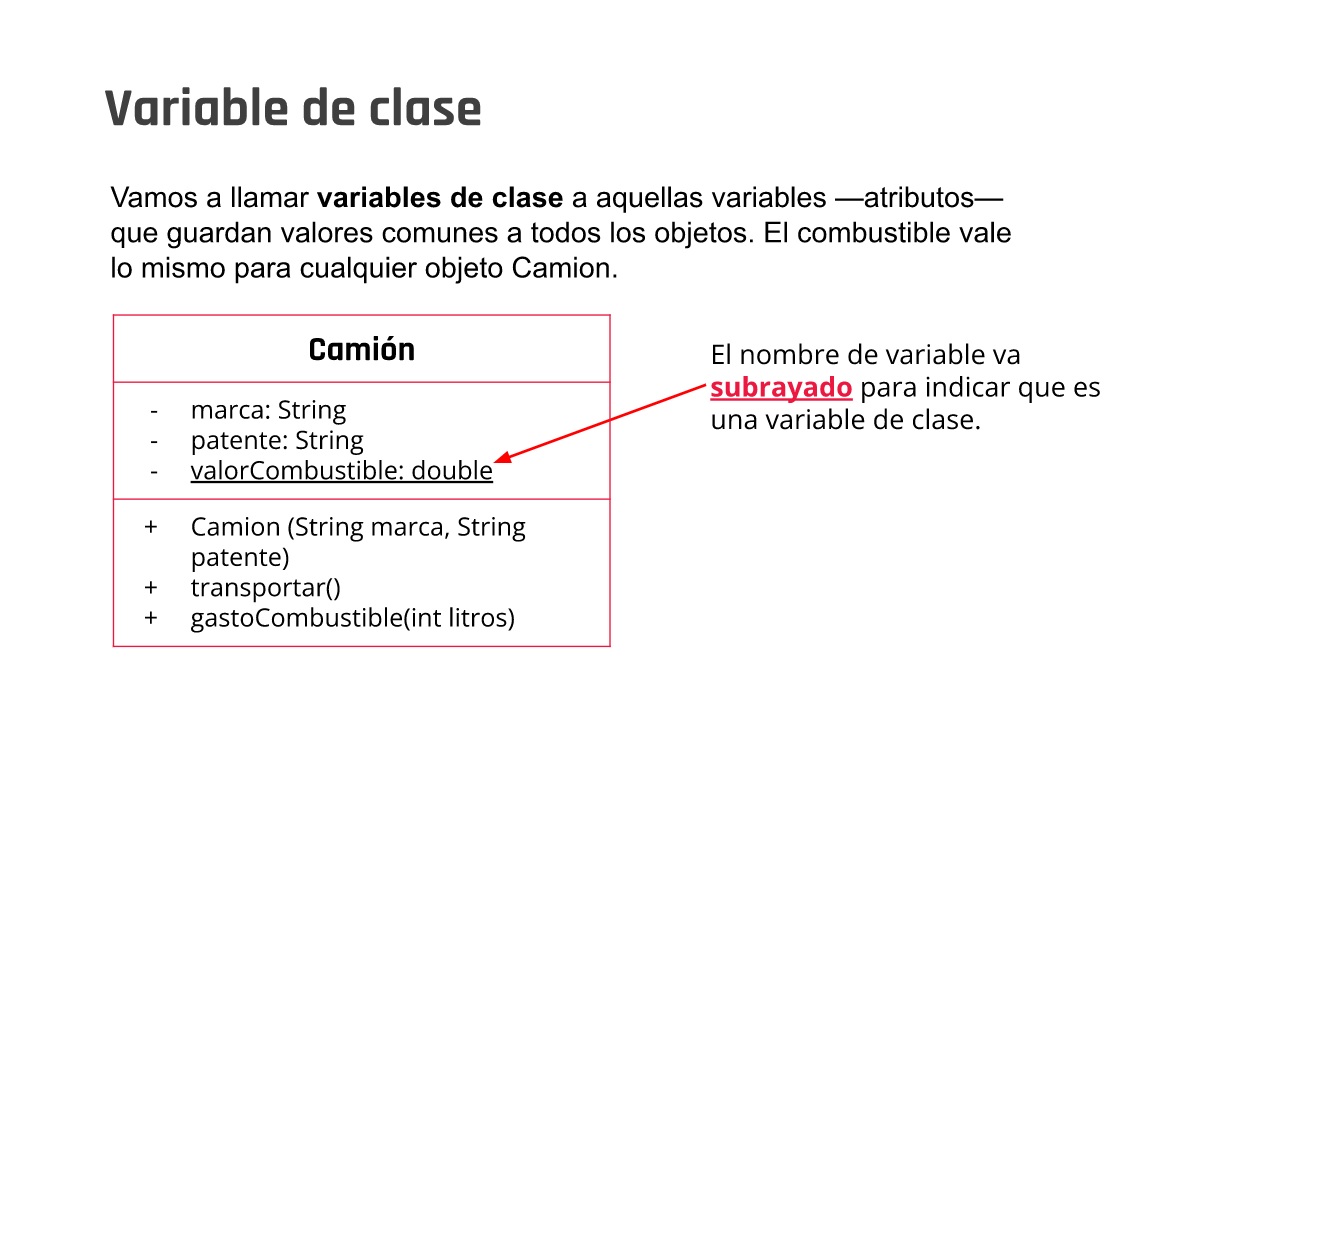 Variable de clase
Vamos a llamar variables de clase a aquellas variables —atributos—
que guardan valores comunes a todos los objetos. El combustible vale
lo mismo para cualquier objeto Camion.
Camión
- marca: String
- patente: String
- valorCombustible: double
+ Camion (String marca, String
patente)
+ transportar()
+ gastoCombustible(int litros)
El nombre de variable va
subrayado para indicar que es
una variable de clase.